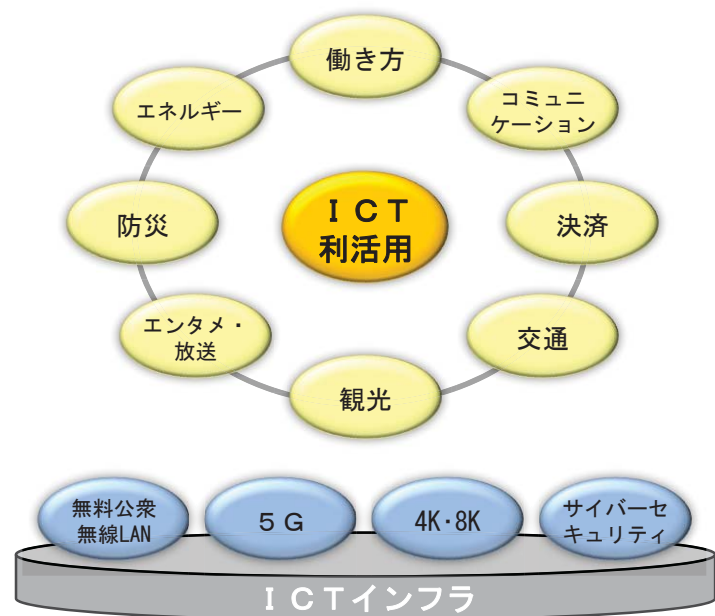 働き方
エネルギー
コミュニ
ケーション
防災
ＩＣＴ
利活用
決済
エンタメ・
放送
交通
観光
無料公衆
無線LAN
５Ｇ
4K･8K
サイバーセ
キュリティ
ＩＣＴインフラ